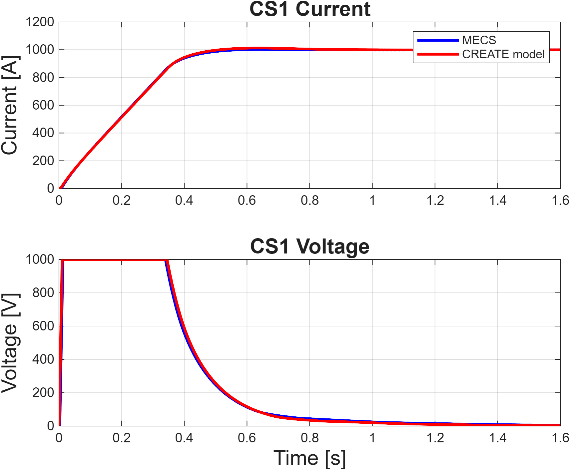 CS1 Current
1200
1000
800
600
400
200
0
Current [A]
MECS
CREATE model
0 0.2 0.4 0.6 0.8 1 1.2 1.4 1.6
CS1 Voltage
1000
800
600
400
200
0
Voltage [V]
0 0.2 0.4 0.6 0.8 1 1.2 1.4 1.6
Time [s]